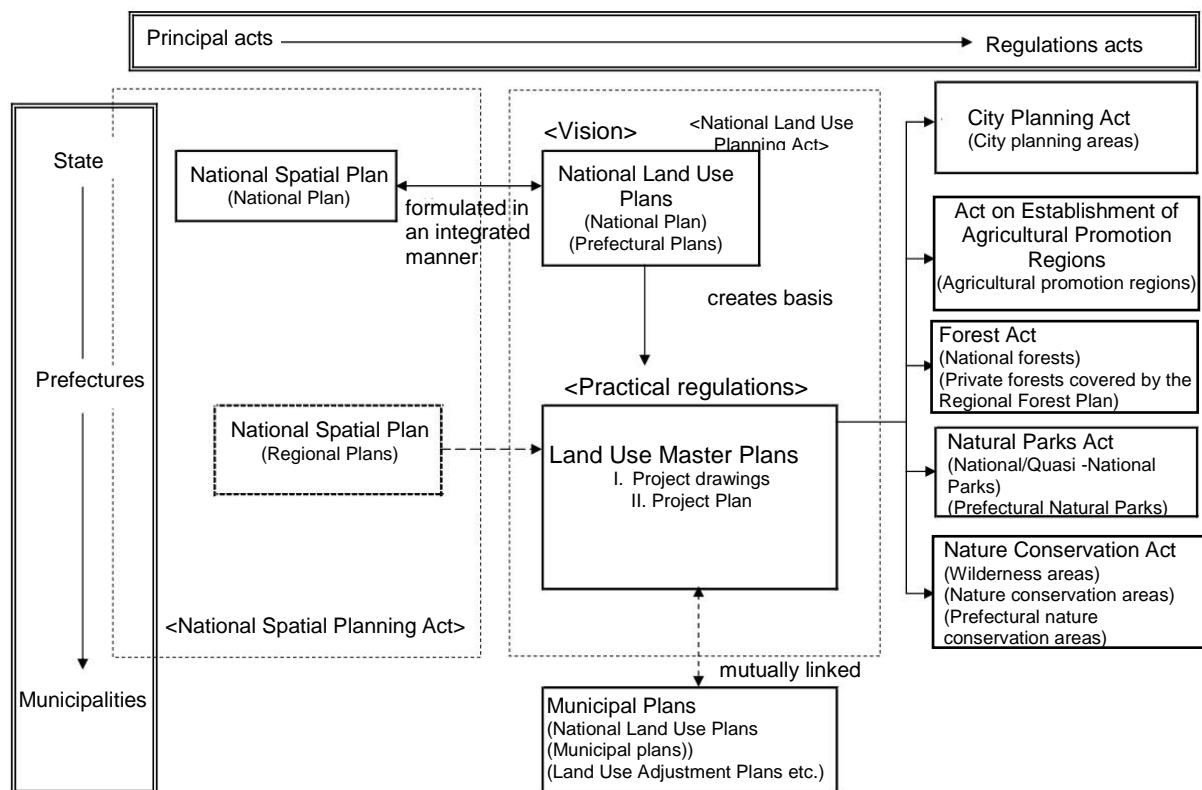 Principal acts
Regulations acts
State
Prefectures
Municipalities
National Spatial Plan
(National Plan)
formulated in
an integrated
manner
National Spatial Plan
(Regional Plans)
<National Spatial Planning Act>
<Vision>
<National Land Use
Planning Act>
National Land Use
Plans
(National Plan)
(Prefectural Plans)
creates basis
<Practical regulations>
Land Use Master Plans
I. Project drawings
II. Project Plan
mutually linked
Municipal Plans
(National Land Use Plans
(Municipal plans))
(Land Use Adjustment Plans etc.)
City Planning Act
(City planning areas)
Act on Establishment of
Agricultural Promotion
Regions
(Agricultural promotion regions)
Forest Act
(National forests)
(Private forests covered by the
Regional Forest Plan)
Natural Parks Act
(National/Quasi -National
Parks)
(Prefectural Natural Parks)
Nature Conservation Act
(Wilderness areas)
(Nature conservation areas)
(Prefectural nature
conservation areas)